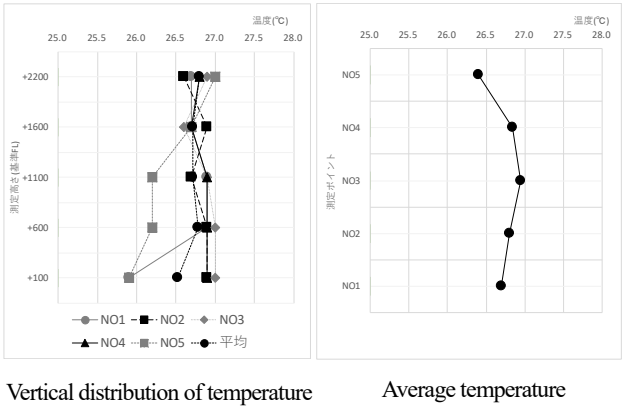 温度(℃)
25.0 25.5 26.0 26.5 27.0 27.5 28.0
+2200
+1600
+1100
+600
+100
測定高さ(基準FL)
NO1 NO2 NO3
NO4 NO5 平均
Vertical distribution of temperature
温度(℃)
25.0 25.5 26.0 26.5 27.0 27.5 28.0
NO5
NO4
NO3
NO2
NO1
測定ポイント
Average temperature